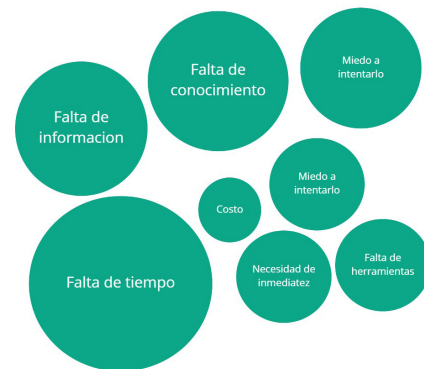 Falta de
conocimiento
Miedo a
intentarlo
Falta de
informacion
Miedo a
intentarlo
Costo
Falta de tiempo
Necesidad de
inmediatez
Falta de
herramientas